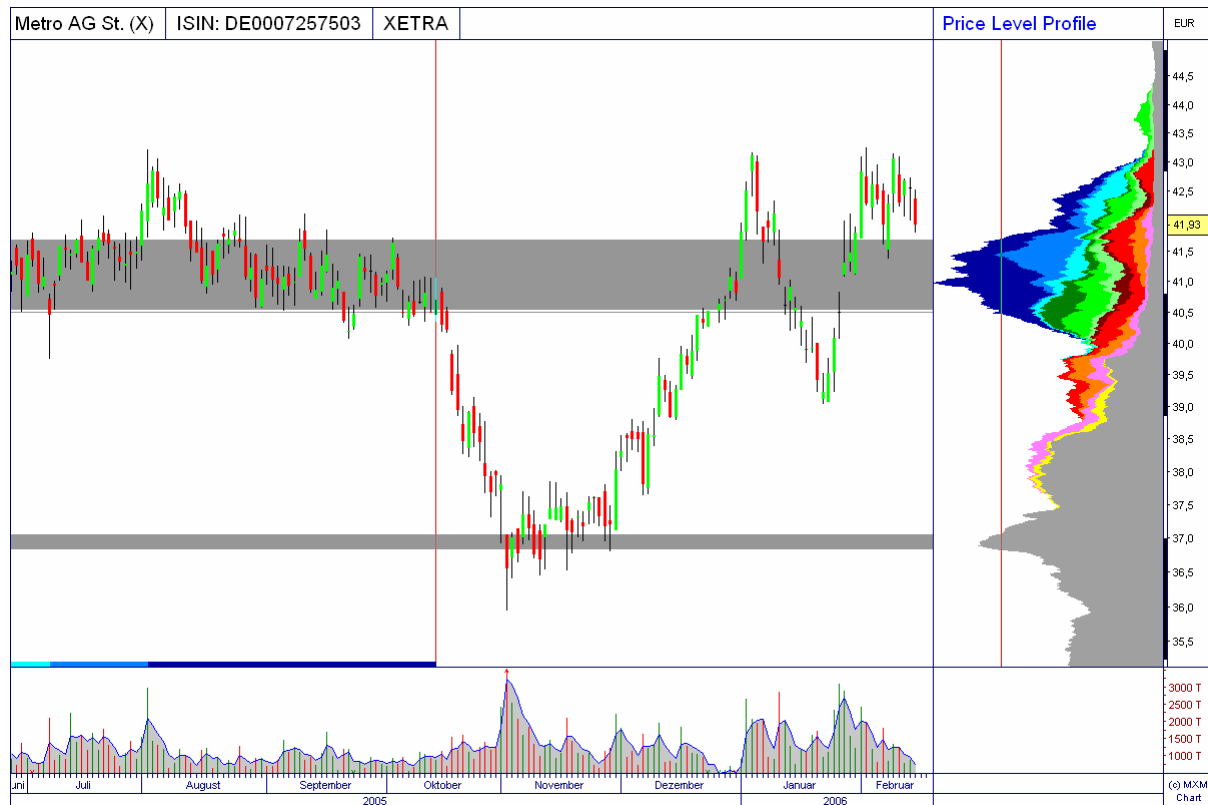 Metro AG St. (X) ISIN: DE0007257503 XETRA Price Level Profile EUR
44,5
44,0
43,5
43,0
42,5
41,93
41,5
41,0
40,5
40,0
39,5
39,0
38,5
38,0
37,5
37,0
36,5
36,0
35,5
3000 T
2500 T
2000 T
1500 T
1000 T
uni Juli August September Oktober November Dezember Januar Februar (c) MXM
2005 2006 Chart